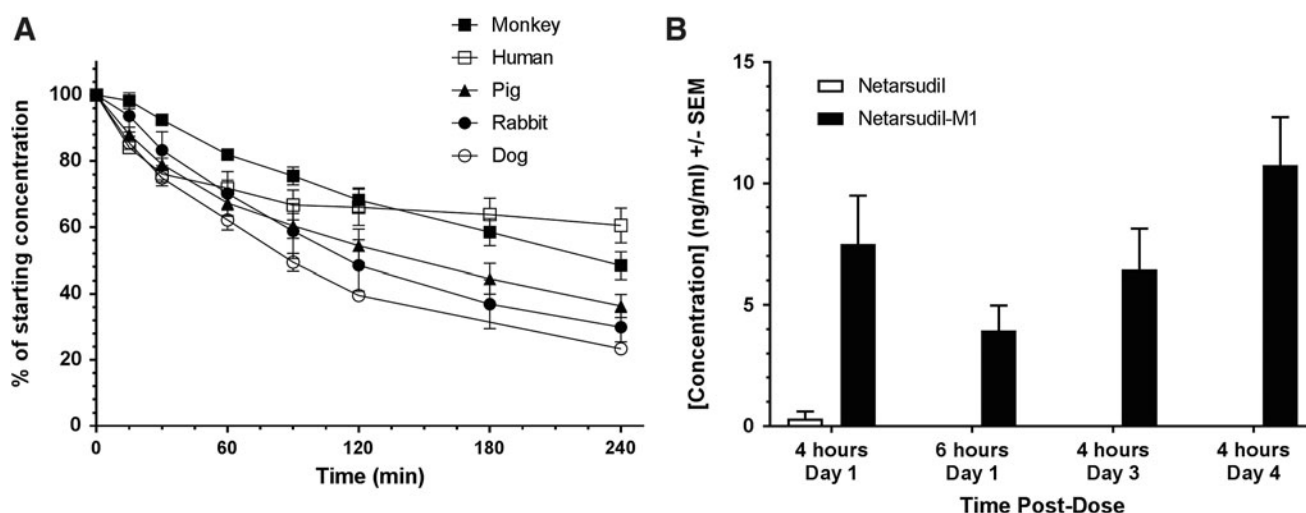 A
Monkey
Human
Pig
Rabbit
Dog
% of starting concentration
100
80
60
40
20
0
0 60 120 180 240
Time (min)
B
Netarsudil
Netarsudil-M1
[Concentration] (ng/ml) +/- SEM
15
10
5
0
4 hours 6 hours 4 hours 4 hours
Day 1 Day 1 Day 3 Day 4
Time Post-Dose